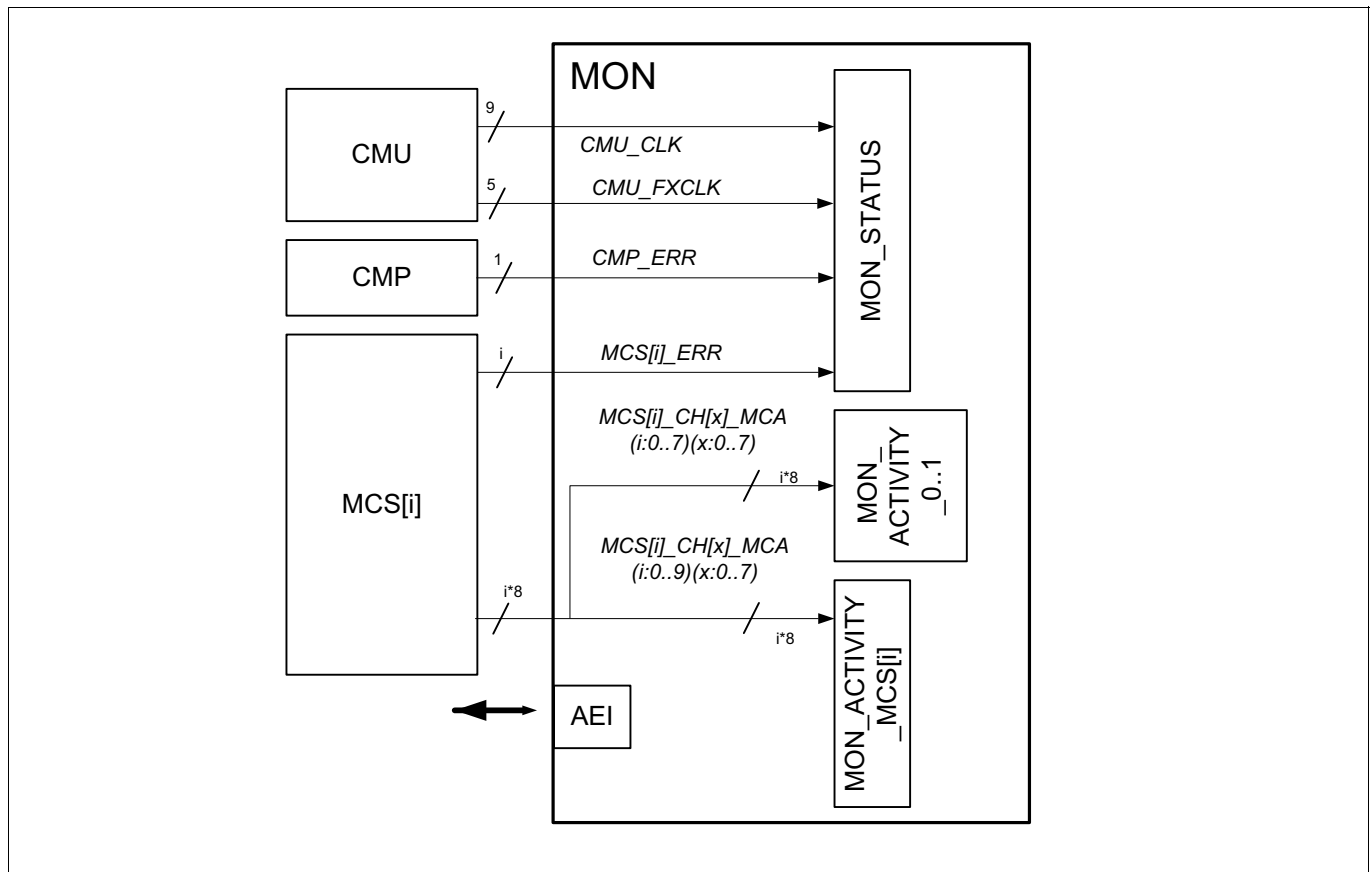 MON
9
CMU
CMU_CLK
5
CMU_FXCLK
1
CMP
CMP_ERR
MON_STATUS
i
MCS[i]_ERR
MCS[i]
MCS[i]_CH[x]_MCA
(i:0..7)(x:0..7)
i*8
MON_
ACTIVITY
_0..1
MCS[i]_CH[x]_MCA
(i:0..9)(x:0..7)
i*8
i*8
MON_ACTIVITY
_MCS[i]
AEI